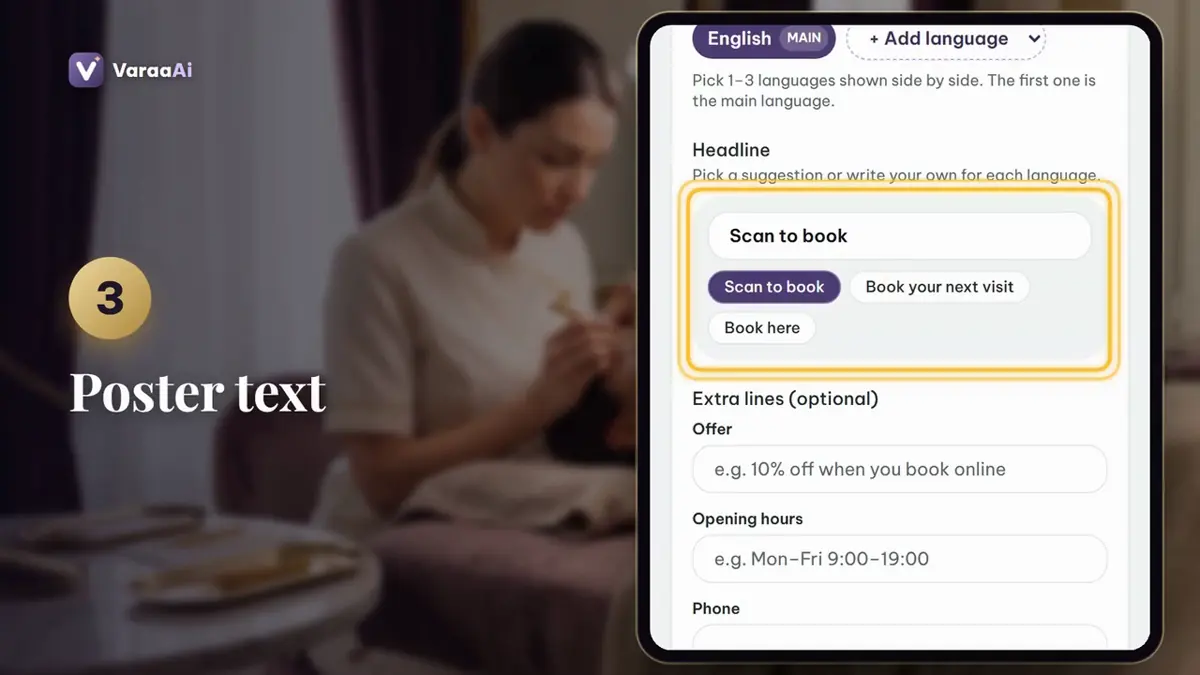 VaraaAi
3
Poster text
English MAIN
+ Add language
Pick 1–3 languages shown side by side. The first one is
the main language.
Headline
Pick a suggestion or write your own for each language.
Scan to book
Scan to book
Book your next visit
Book here
Extra lines (optional)
Offer
e.g. 10% off when you book online
Opening hours
e.g. Mon–Fri 9:00–19:00
Phone